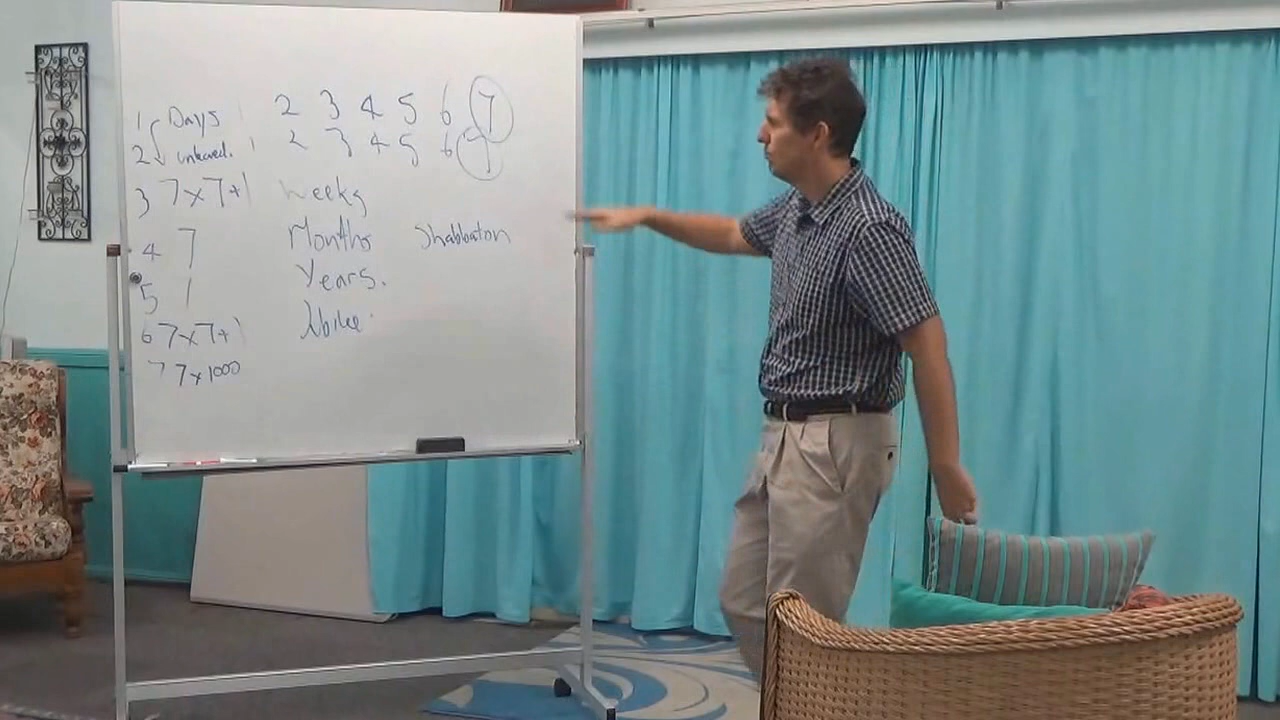 1 Days 1 2 3 4 5 6 7
2 unleaved. 1 2 3 4 5 6 7
3 7x7+1 Weeks
4 7 Months Shabbaton
5 1 Years.
6 7x7+1 Jubilee
7 7x1000